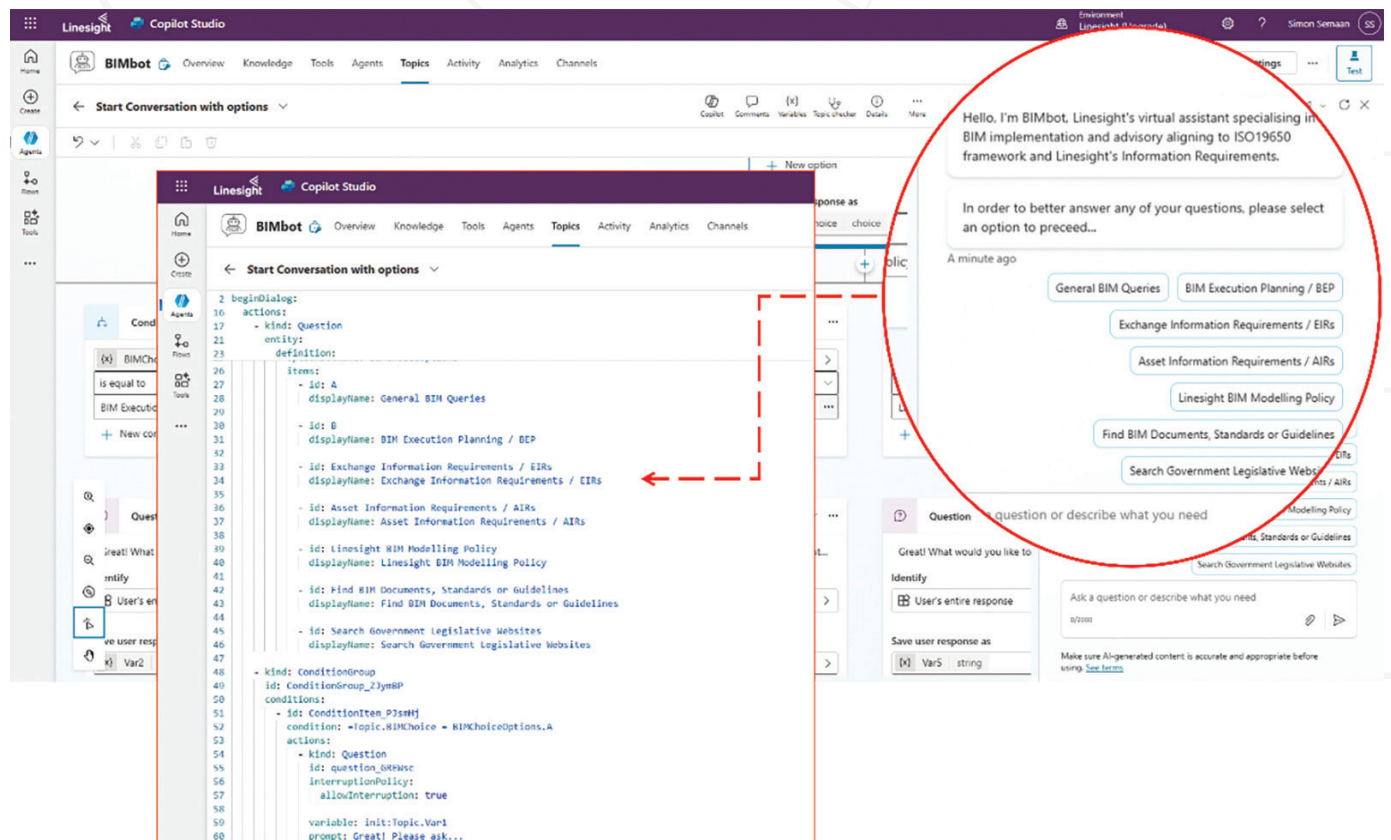 Linesight
Copilot Studio
Environment
Linesight (Upgrade)
?
Simon Semaan
SS
Home
BIMbot
Overview
Knowledge
Tools
Agents
Topics
Activity
Analytics
Channels
Test
Create
Start Conversation with options
Copilot
Comments
Variables
Topic checker
Details
More
Agents
Flows
Tools
New option
choice
Linesight
Copilot Studio
Home
BIMbot
Overview
Knowledge
Tools
Agents
Topics
Activity
Analytics
Channels
Create
Start Conversation with options
Agents
Flows
Tools
2 beginDialog:
16 actions:
17 - kind: Question
21 entity:
23 definition:
26 items:
27 - id: A
28 displayName: General BIM Queries
29
30 - id: B
31 displayName: BIM Execution Planning / BEP
32
33 - id: Exchange Information Requirements / EIRs
34 displayName: Exchange Information Requirements / EIRs
35
36 - id: Asset Information Requirements / AIRs
37 displayName: Asset Information Requirements / AIRs
38
39 - id: Linesight BIM Modelling Policy
40 displayName: Linesight BIM Modelling Policy
41
42 - id: Find BIM Documents, Standards or Guidelines
43 displayName: Find BIM Documents, Standards or Guidelines
44
45 - id: Search Government Legislative Websites
46 displayName: Search Government Legislative Websites
47
48 - kind: ConditionGroup
49 id: ConditionGroup_ZJymBP
50 conditions:
51 - id: ConditionItem_PJsmHj
52 condition: =Topic.BIMChoice = BIMChoiceOptions.A
53 actions:
54 - kind: Question
55 id: question_GREWsc
56 interruptionPolicy:
57 allowInterruption: true
58
59 variable: init:Topic.Var1
60 prompt: Great! Please ask...
Hello, I'm BIMbot, Linesight's virtual assistant specialising in
BIM implementation and advisory aligning to ISO19650
framework and Linesight's Information Requirements.
In order to better answer any of your questions, please select
an option to preceed...
A minute ago
General BIM Queries
BIM Execution Planning / BEP
Exchange Information Requirements / EIRs
Asset Information Requirements / AIRs
Linesight BIM Modelling Policy
Find BIM Documents, Standards or Guidelines
Search Government Legislative
question or describe what you need
EIRs
/ AIRs
Modelling Policy
Standards or Guidelines
Search Government Legislative Websites
is equal to
Var2
Question
Great! What would you like to
Identify
User's entire response
Save user response as
{x} Var5 string
Ask a question or describe what you need
0/2000
Make sure AI-generated content is accurate and appropriate before
using. See terms